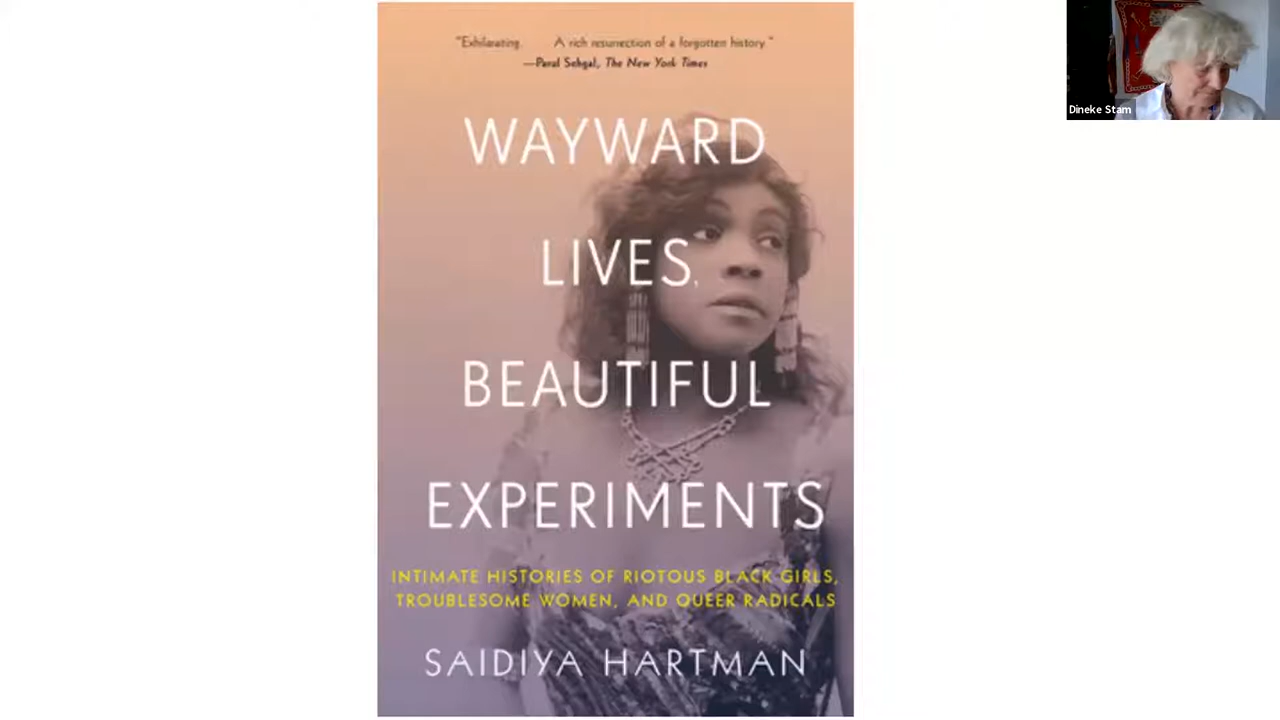 "Exhilarating. A rich resurrection of a forgotten history."
—Parul Sehgal, The New York Times
WAYWARD
LIVES,
BEAUTIFUL
EXPERIMENTS
INTIMATE HISTORIES OF RIOTOUS BLACK GIRLS,
TROUBLESOME WOMEN, AND QUEER RADICALS
SAIDIYA HARTMAN
Dineke Stam